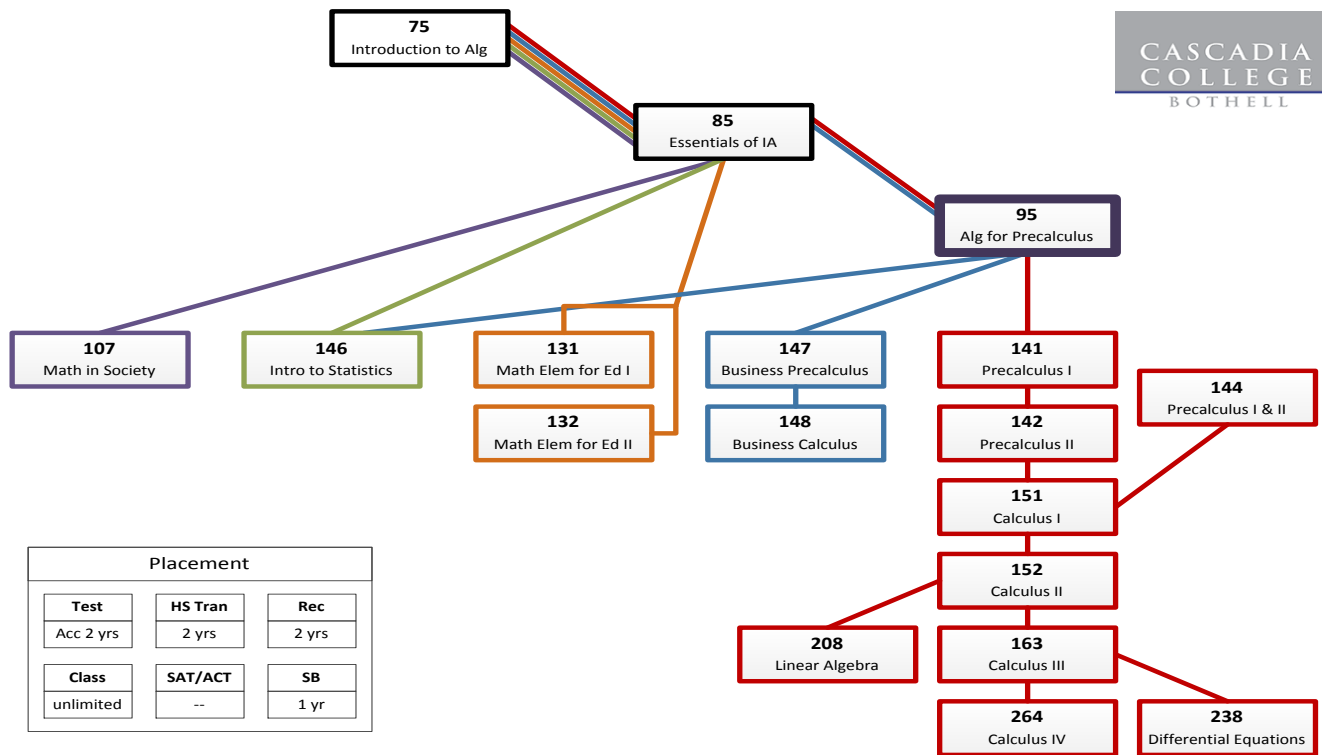 75
Introduction to Alg
CASCADIA
COLLEGE
BOTHELL
85
Essentials of IA
95
Alg for Precalculus
107
Math in Society
146
Intro to Statistics
131
Math Elem for Ed I
147
Business Precalculus
141
Precalculus I
144
Precalculus I & II
132
Math Elem for Ed II
148
Business Calculus
142
Precalculus II
151
Calculus I
152
Calculus II
208
Linear Algebra
163
Calculus III
264
Calculus IV
238
Differential Equations
Placement
Test
Acc 2 yrs
HS Tran
2 yrs
Rec
2 yrs
Class
unlimited
SAT/ACT
--
SB
1 yr